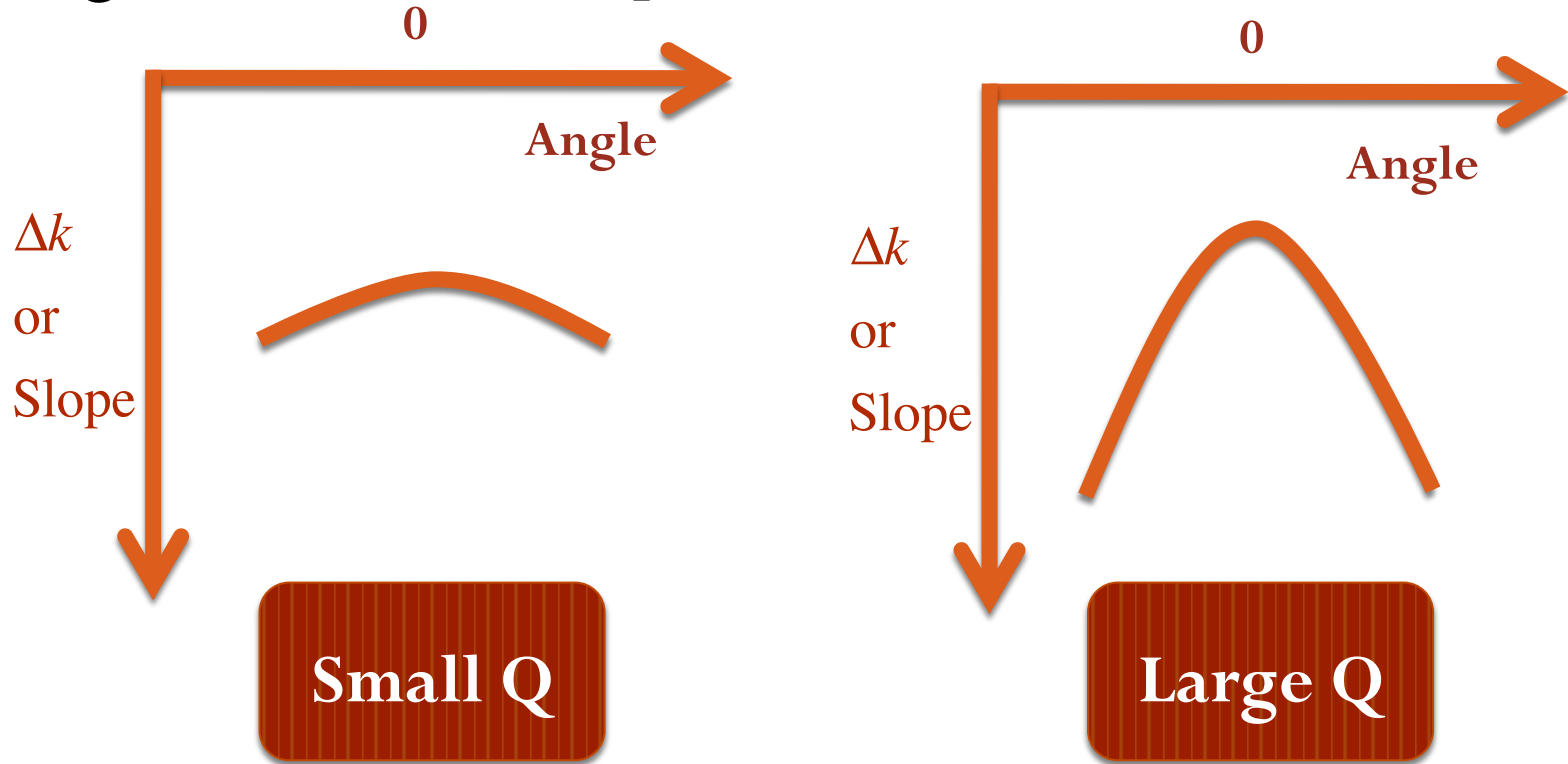 0
Angle
Δk
or
Slope
Small Q
0
Angle
Δk
or
Slope
Large Q